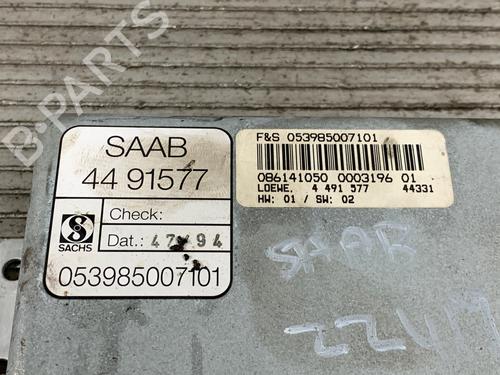 B-PARTS
SAAB
44 91577
Check:
Dat.: 47 94
SACHS
053985007101
F&S 053985007101
086141050 0003196 01
LOEWE, 4 491 577 44331
HW: 01 / SW: 02
SAAB